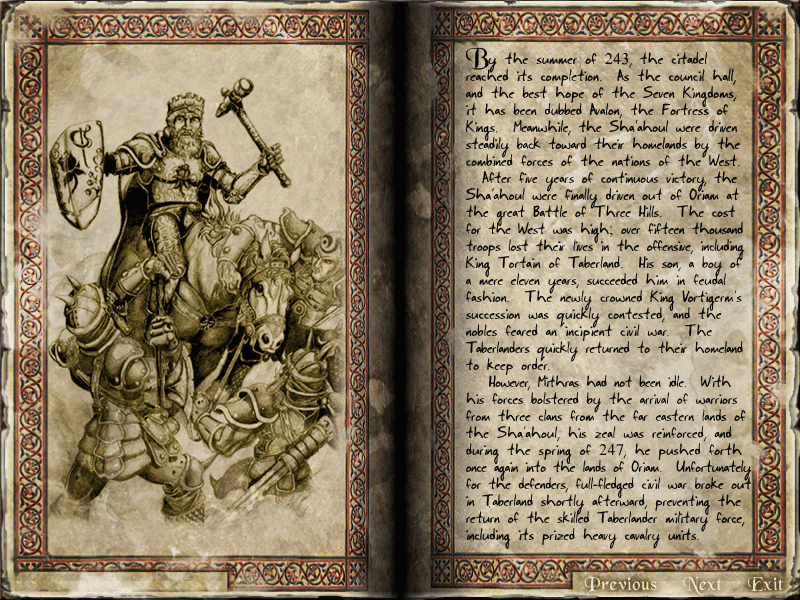 By the summer of 243, the citadel
reached its completion. As the council hall,
and the best hope of the Seven Kingdoms,
it has been dubbed Avalon, the Fortress of
Kings. Meanwhile, the Sha'ahoul were driven
steadily back toward their homelands by the
combined forces of the nations of the West.
After five years of continuous victory, the
Sha'ahoul were finally driven out of Oriam at
the great Battle of Three Hills. The cost
for the West was high; over fifteen thousand
troops lost their lives in the offensive, including
King Tortain of Taberland. His son, a boy of
a mere eleven years, succeeded him in feudal
fashion. The newly crowned King Vortigerm's
succession was quickly contested, and the
nobles feared an incipient civil war. The
Taberlanders quickly returned to their homeland
to keep order.
However, Mithras had not been idle. With
his forces bolstered by the arrival of warriors
from three clans from the far eastern lands of
the Sha'ahoul, his zeal was reinforced, and
during the spring of 247, he pushed forth
once again into the lands of Oriam. Unfortunately
for the defenders, full-fledged civil war broke out
in Taberland shortly afterward, preventing the
return of the skilled Taberlander military force,
including its prized heavy cavalry units.
Previous Next Exit